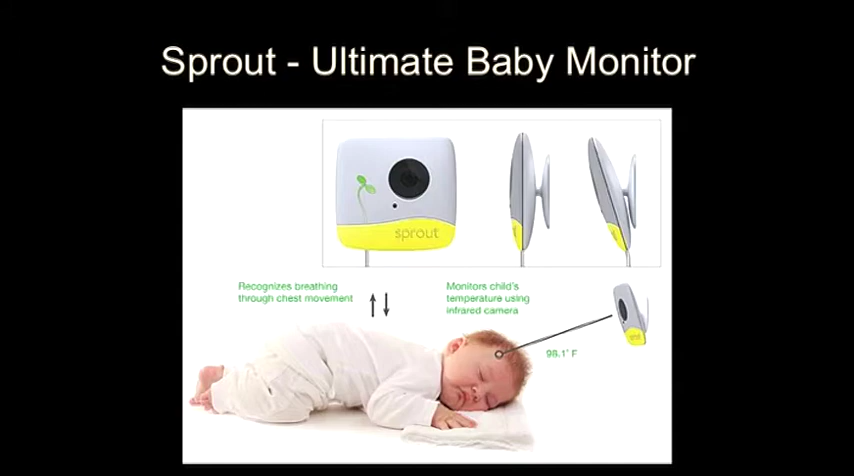 Sprout - Ultimate Baby Monitor
sprout
Recognizes breathing
through chest movement
Monitors child's
temperature using
infrared camera
98.1° F